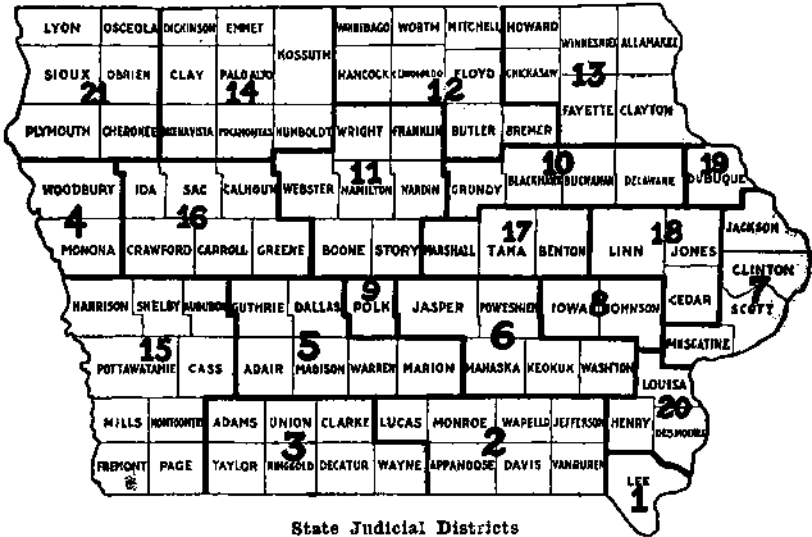 LYON OSCEOLA DICKINSON EMMET WINNEBAGO WORTH MITCHELL HOWARD
KOSSUTH WINNESHIEK ALLAMAKEE
SIOUX OBRIEN CLAY PALO ALTO HANCOCK FLOYD CHICKASAW
21 14 12 13
PLYMOUTH CHEROKEE BUENAVISTA POCAHONTAS HUMBOLDT WRIGHT FRANKLIN BUTLER BREMER FAYETTE CLAYTON
WOODBURY IDA SAC CALHOUN WEBSTER HAMILTON HARDIN GRUNDY BLACKHAWK BUCHANAN DELAWARE DUBUQUE
4 16 11 10 19
MONONA CRAWFORD CARROLL GREENE BOONE STORY MARSHALL TAMA BENTON LINN JONES JACKSON
17 18
CLINTON
HARRISON SHELBY AUDUBON GUTHRIE DALLAS POLK JASPER POWESHIEK IOWA JOHNSON CEDAR SCOTT
9 8 7
MUSCATINE
15 5 6
POTTAWATAMIE CASS ADAIR MADISON WARREN MARION MAHASKA KEOKUK WASH'TON LOUISA
MILLS MONTGOMERY ADAMS UNION CLARKE LUCAS MONROE WAPELLO JEFFERSON HENRY DESMOINES
3 2 20
FREMONT PAGE TAYLOR RINGGOLD DECATUR WAYNE APPANOOSE DAVIS VANBUREN LEE
1
State Judicial Districts